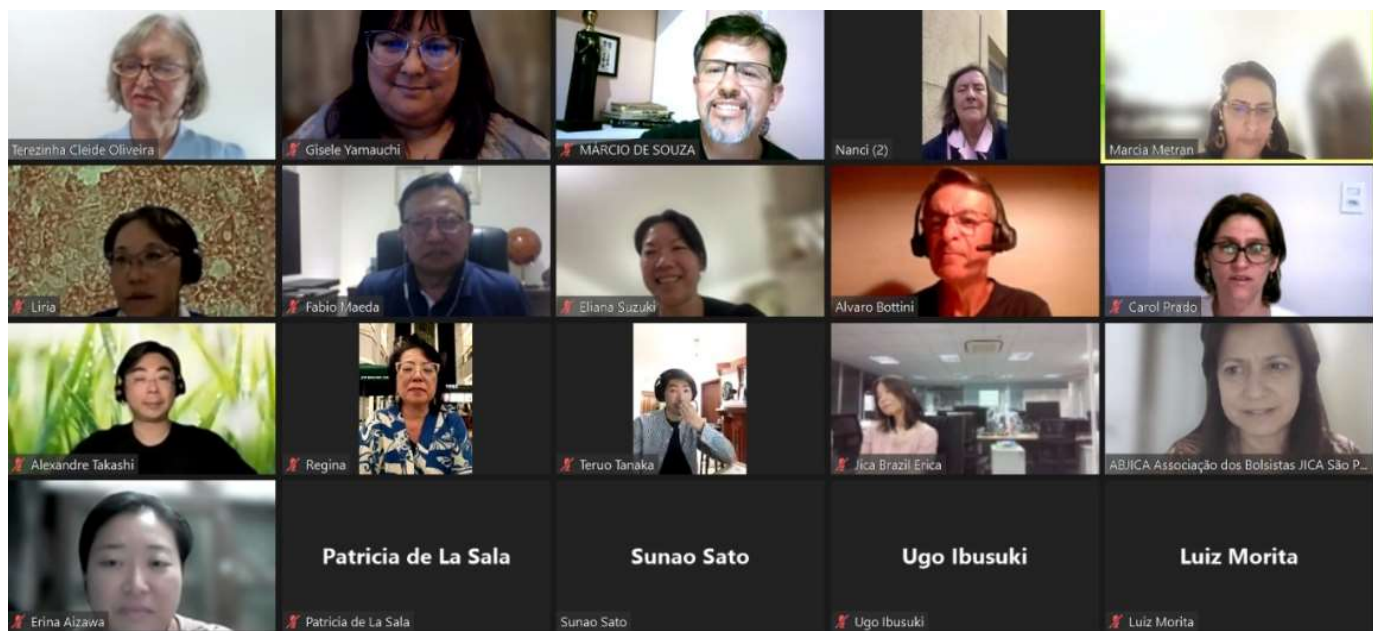 Terezinha Cleide Oliveira
Gisele Yamauchi
MÁRCIO DE SOUZA
Nanci (2)
Marcia Metran
Liria
Fabio Maeda
Eliana Suzuki
Alvaro Bottini
Carol Prado
Alexandre Takashi
Regina
Teruo Tanaka
Jica Brazil Erica
ABJICA Associação dos Bolsistas JICA São P...
Erina Aizawa
Patricia de La Sala
Patricia de La Sala
Sunao Sato
Sunao Sato
Ugo Ibusuki
Ugo Ibusuki
Luiz Morita
Luiz Morita